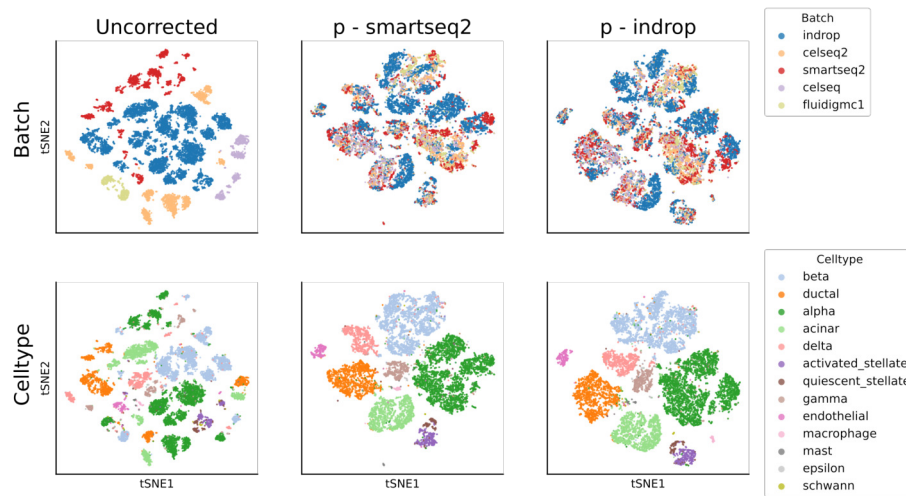 Uncorrected
p - smartseq2
p - indrop
Batch
tSNE2
Batch
indrop
celseq2
smartseq2
celseq
fluidigmc1
Celltype
tSNE2
tSNE1
tSNE1
tSNE1
Celltype
beta
ductal
alpha
acinar
delta
activated_stellate
quiescent_stellate
gamma
endothelial
macrophage
mast
epsilon
schwann